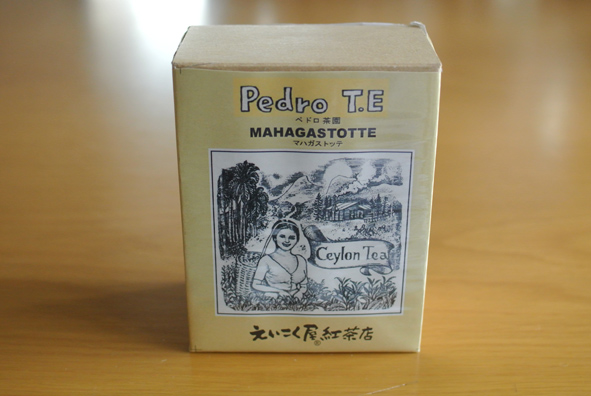 Pedro T.E
ペドロ茶園
MAHAGASTOTTE
マハガストッテ
Ceylon Tea
えいこく屋®紅茶店